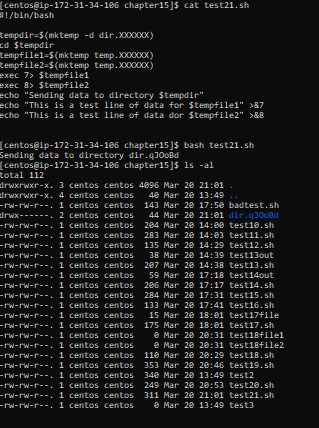 [centos@ip-172-31-34-106 chapter15]$ cat test21.sh
#!/bin/bash

tempdir=$(mktemp -d dir.XXXXXX)
cd $tempdir
tempfile1=$(mktemp temp.XXXXXX)
tempfile2=$(mktemp temp.XXXXXX)
exec 7> $tempfile1
exec 8> $tempfile2
echo "Sending data to directory $tempdir"
echo "This is a test line of data for $tempfile1" >&7
echo "This is a test line of data dor $tempfile2" >&8

[centos@ip-172-31-34-106 chapter15]$ bash test21.sh
Sending data to directory dir.qJOoBd
[centos@ip-172-31-34-106 chapter15]$ ls -al
total 112
drwxrwxr-x. 3 centos centos 4096 Mar 20 21:01 .
drwxrwxr-x. 4 centos centos 40 Mar 20 13:49 ..
-rw-rw-r--. 1 centos centos 143 Mar 20 17:50 badtest.sh
drwx------. 2 centos centos 44 Mar 20 21:01 dir.qJOoBd
-rw-rw-r--. 1 centos centos 204 Mar 20 14:00 test10.sh
-rw-rw-r--. 1 centos centos 283 Mar 20 14:03 test11.sh
-rw-rw-r--. 1 centos centos 135 Mar 20 14:29 test12.sh
-rw-rw-r--. 1 centos centos 38 Mar 20 14:39 test13out
-rw-rw-r--. 1 centos centos 207 Mar 20 14:38 test13.sh
-rw-rw-r--. 1 centos centos 59 Mar 20 17:18 test14out
-rw-rw-r--. 1 centos centos 206 Mar 20 17:17 test14.sh
-rw-rw-r--. 1 centos centos 284 Mar 20 17:31 test15.sh
-rw-rw-r--. 1 centos centos 133 Mar 20 17:41 test16.sh
-rw-rw-r--. 1 centos centos 15 Mar 20 18:01 test17file
-rw-rw-r--. 1 centos centos 175 Mar 20 18:01 test17.sh
-rw-rw-r--. 1 centos centos 0 Mar 20 20:31 test18file1
-rw-rw-r--. 1 centos centos 0 Mar 20 20:31 test18file2
-rw-rw-r--. 1 centos centos 110 Mar 20 20:29 test18.sh
-rw-rw-r--. 1 centos centos 353 Mar 20 20:46 test19.sh
-rw-rw-r--. 1 centos centos 340 Mar 20 13:49 test2
-rw-rw-r--. 1 centos centos 249 Mar 20 20:53 test20.sh
-rw-rw-r--. 1 centos centos 311 Mar 20 21:01 test21.sh
-rw-rw-r--. 1 centos centos 0 Mar 20 13:49 test3